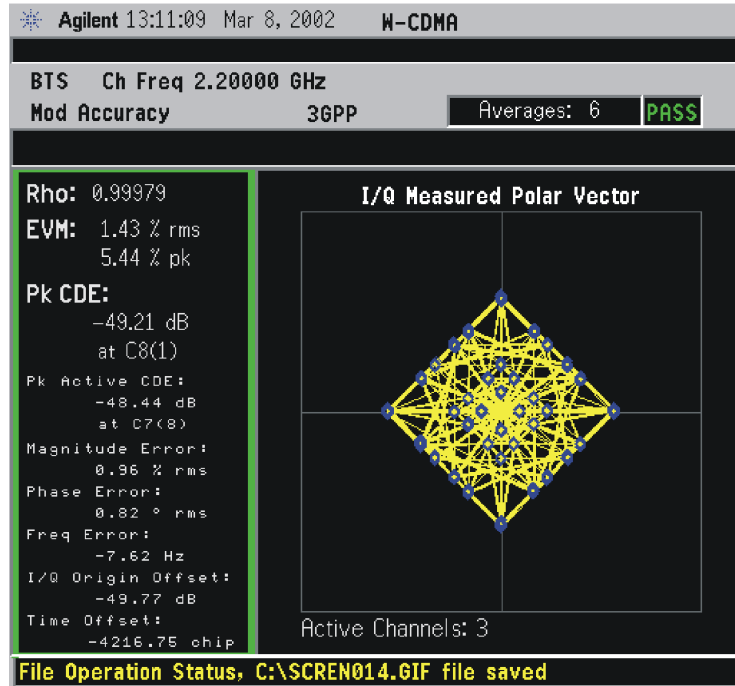 Agilent 13:11:09 Mar 8, 2002 W-CDMA
BTS Ch Freq 2.20000 GHz
Mod Accuracy 3GPP Averages: 6 PASS
Rho: 0.99979
EVM: 1.43 % rms
5.44 % pk
Pk CDE:
-49.21 dB
at C8(1)
Pk Active CDE:
-48.44 dB
at C7(8)
Magnitude Error:
0.96 % rms
Phase Error:
0.82 ° rms
Freq Error:
-7.62 Hz
I/Q Origin Offset:
-49.77 dB
Time Offset:
-4216.75 chip
I/Q Measured Polar Vector
Active Channels: 3
File Operation Status, C:\SCREN014.GIF file saved